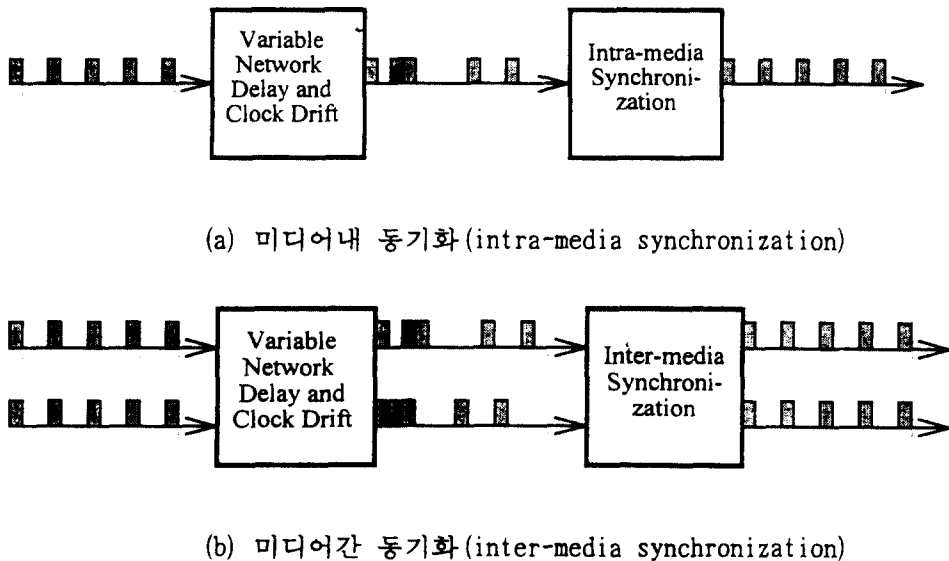 Variable
Network
Delay and
Clock Drift
Intra-media
Synchroni-
zation
(a) 미디어내 동기화(intra-media synchronization)
Variable
Network
Delay and
Clock Drift
Inter-media
Synchroni-
zation
(b) 미디어간 동기화(inter-media synchronization)